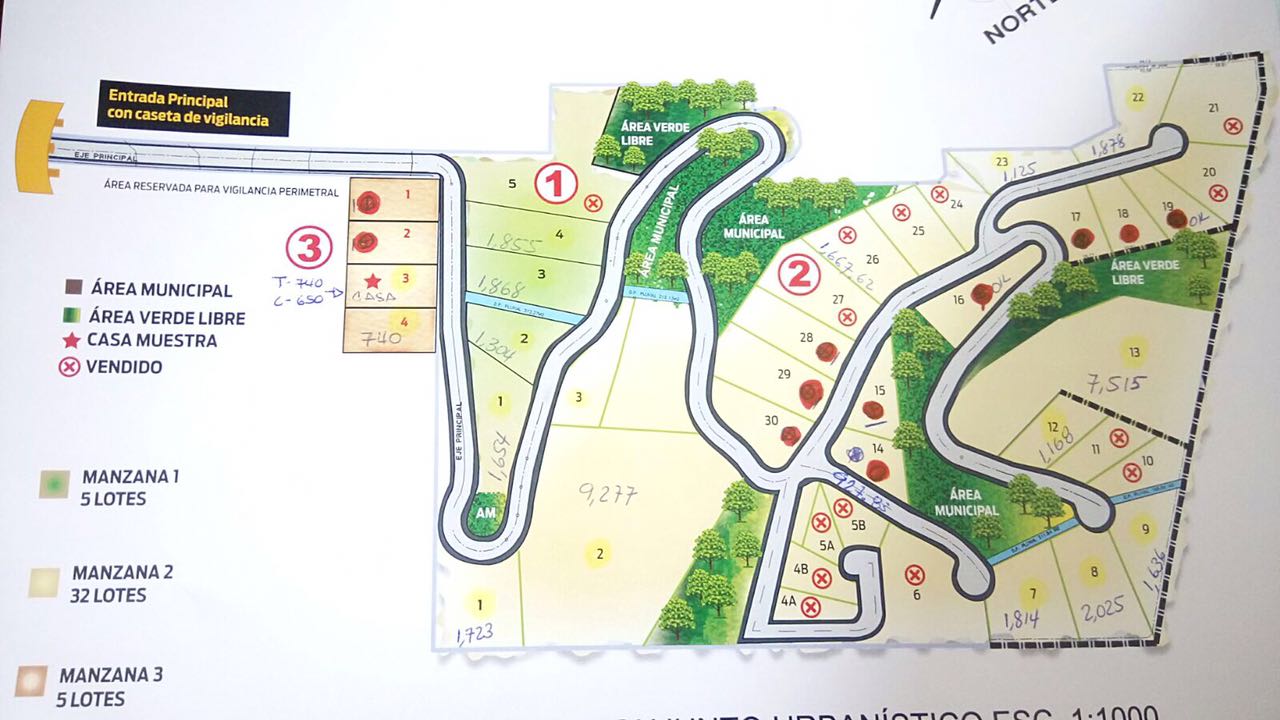 NORTE
Entrada Principal
con caseta de vigilancia
EJE PRINCIPAL
ÁREA RESERVADA PARA VIGILANCIA PERIMETRAL
ÁREA MUNICIPAL
ÁREA VERDE LIBRE
CASA MUESTRA
VENDIDO
MANZANA 1
5 LOTES
MANZANA 2
32 LOTES
MANZANA 3
5 LOTES
3
T-740
C-650
1
2
3
CASA
4
740
EJE PRINCIPAL
1
5
4
1,855
3
1,868
2
1,304
1
1,654
AM
ÁREA VERDE
LIBRE
ÁREA MUNICIPAL
ÁREA
MUNICIPAL
2
3
9,277
2
1
1,723
22
21
23
1,125
1,878
20
19
OK
18
17
24
25
26
1,667.62
27
28
29
30
16
OK
15
14
927.83
ÁREA VERDE
LIBRE
13
7,515
12
1,168
11
10
9
1,636
8
2,025
7
1,814
6
5B
5A
4B
4A
ÁREA
MUNICIPAL
URBANÍSTICO ESC. 1:1000